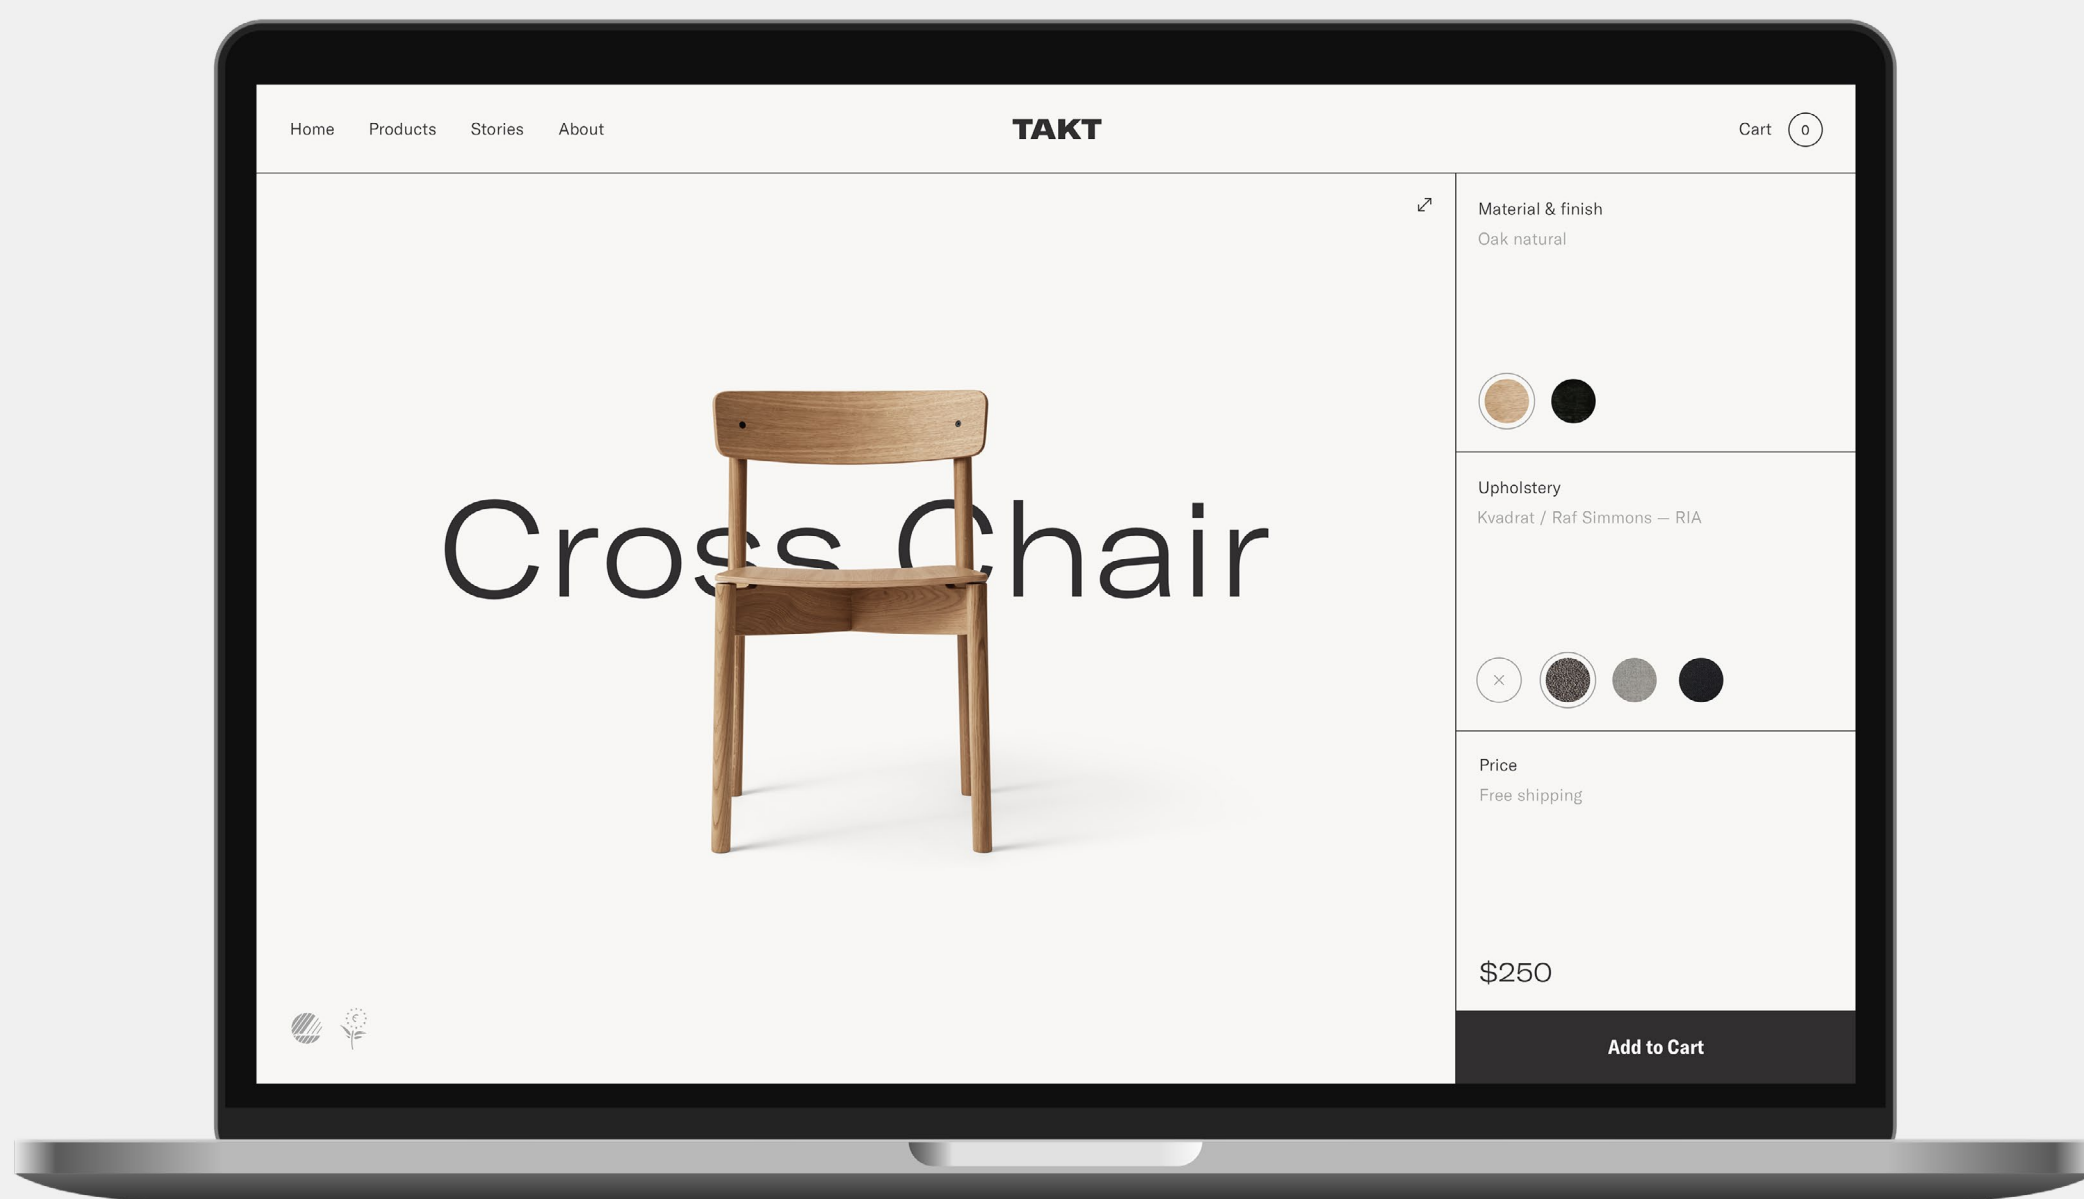 Home Products Stories About TAKT Cart 0
Material & finish
Oak natural
Cross Chair
Upholstery
Kvadrat / Raf Simmons — RIA
Price
Free shipping
$250
Add to Cart